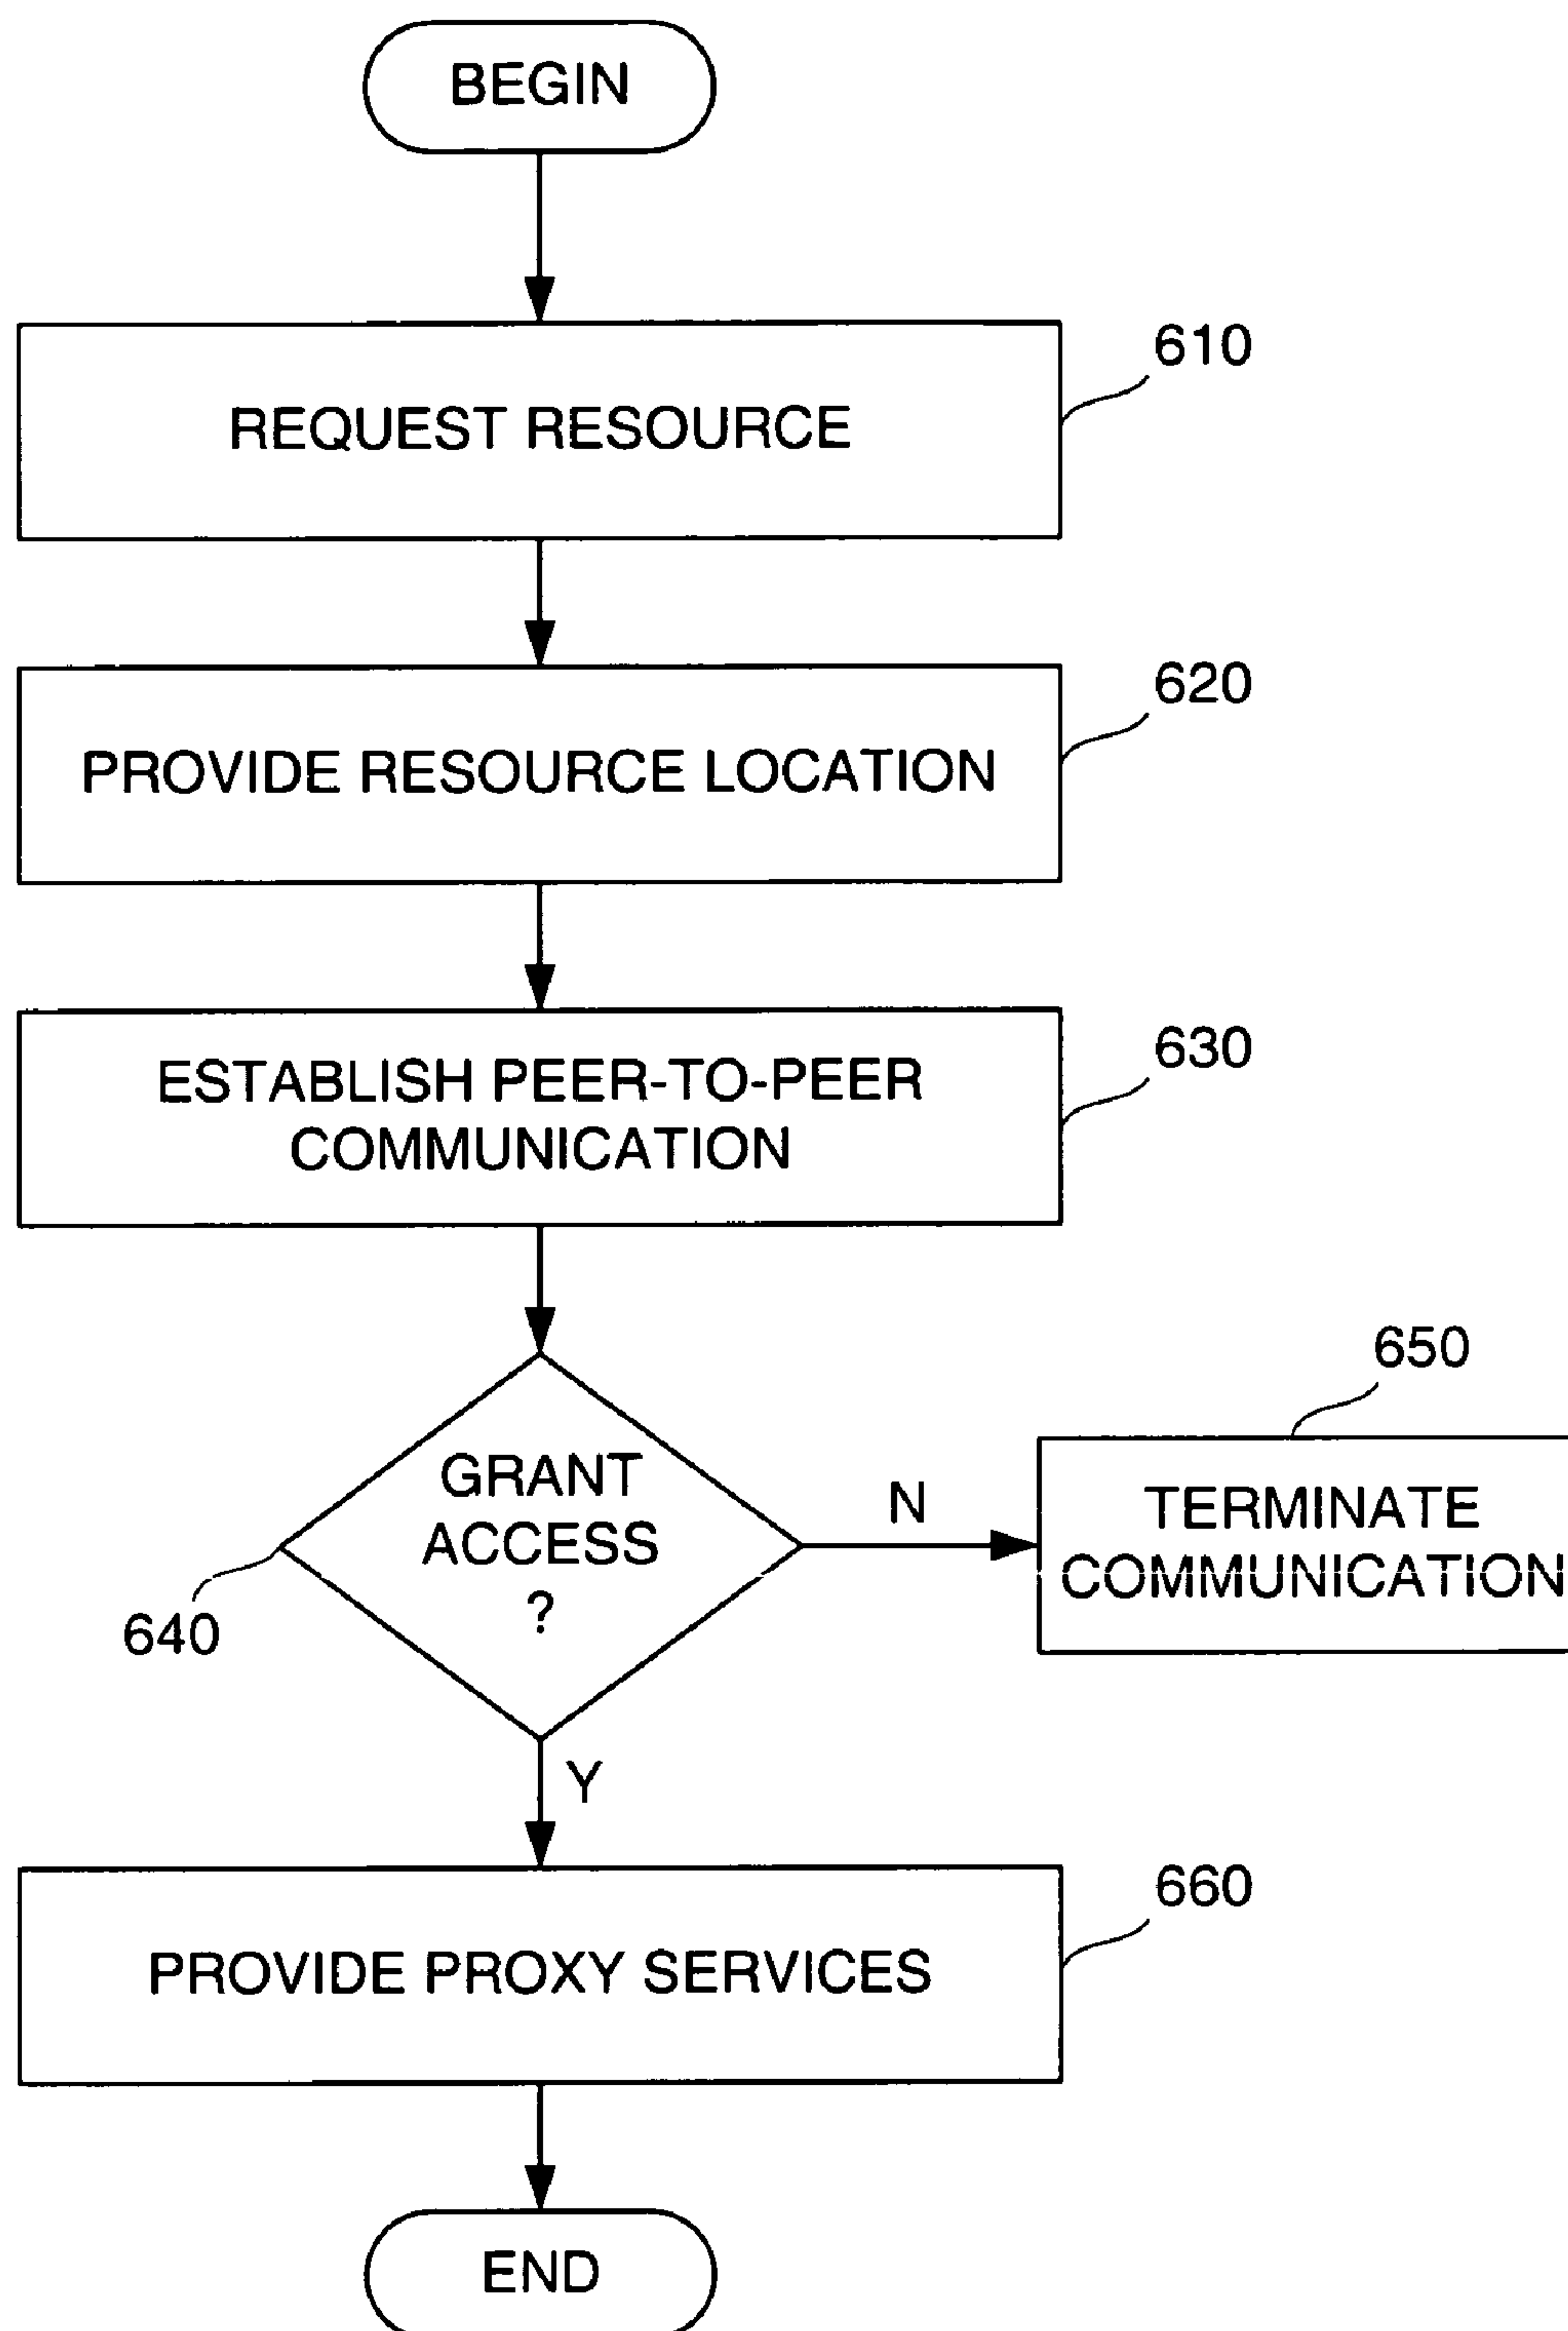 BEGIN
610
REQUEST RESOURCE
620
PROVIDE RESOURCE LOCATION
630
ESTABLISH PEER-TO-PEER
COMMUNICATION
640
GRANT
ACCESS
?
N
650
TERMINATE
COMMUNICATION
Y
660
PROVIDE PROXY SERVICES
END